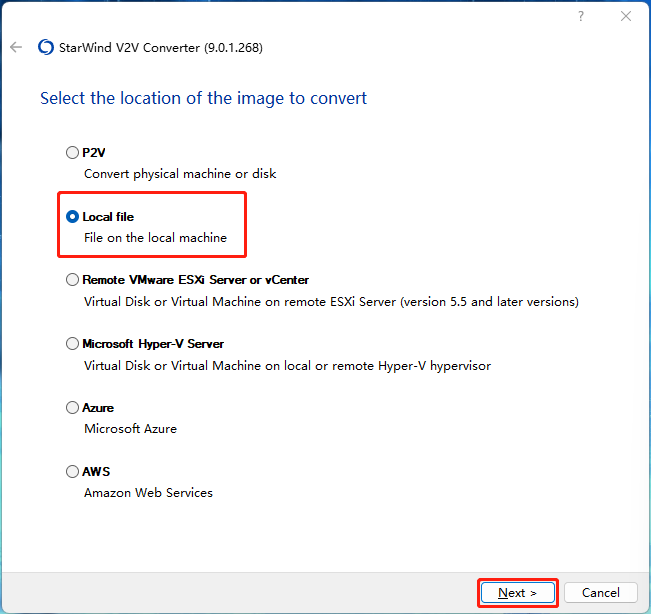 ?
StarWind V2V Converter (9.0.1.268)
Select the location of the image to convert
P2V
Convert physical machine or disk
Local file
File on the local machine
Remote VMware ESXi Server or vCenter
Virtual Disk or Virtual Machine on remote ESXi Server (version 5.5 and later versions)
Microsoft Hyper-V Server
Virtual Disk or Virtual Machine on local or remote Hyper-V hypervisor
Azure
Microsoft Azure
AWS
Amazon Web Services
Next >
Cancel